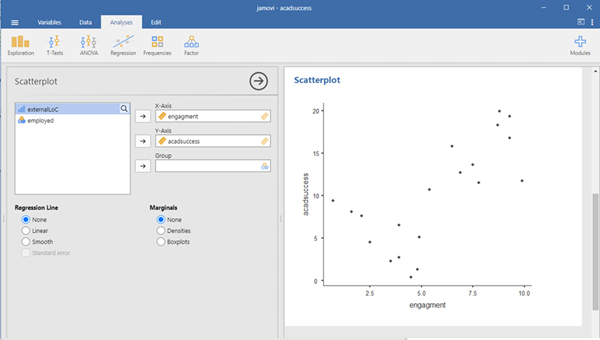 jamovi - acadsuccess
Variables Data Analyses Edit
Exploration T-Tests ANOVA Regression Frequencies Factor Modules
Scatterplot
externalLoC
employed
X-Axis
engagment
Y-Axis
acadsuccess
Group
Regression Line
None
Linear
Smooth
Standard error
Marginals
None
Densities
Boxplots
Scatterplot
20
15
10
5
0
acadsuccess
2.5 5.0 7.5 10.0
engagment